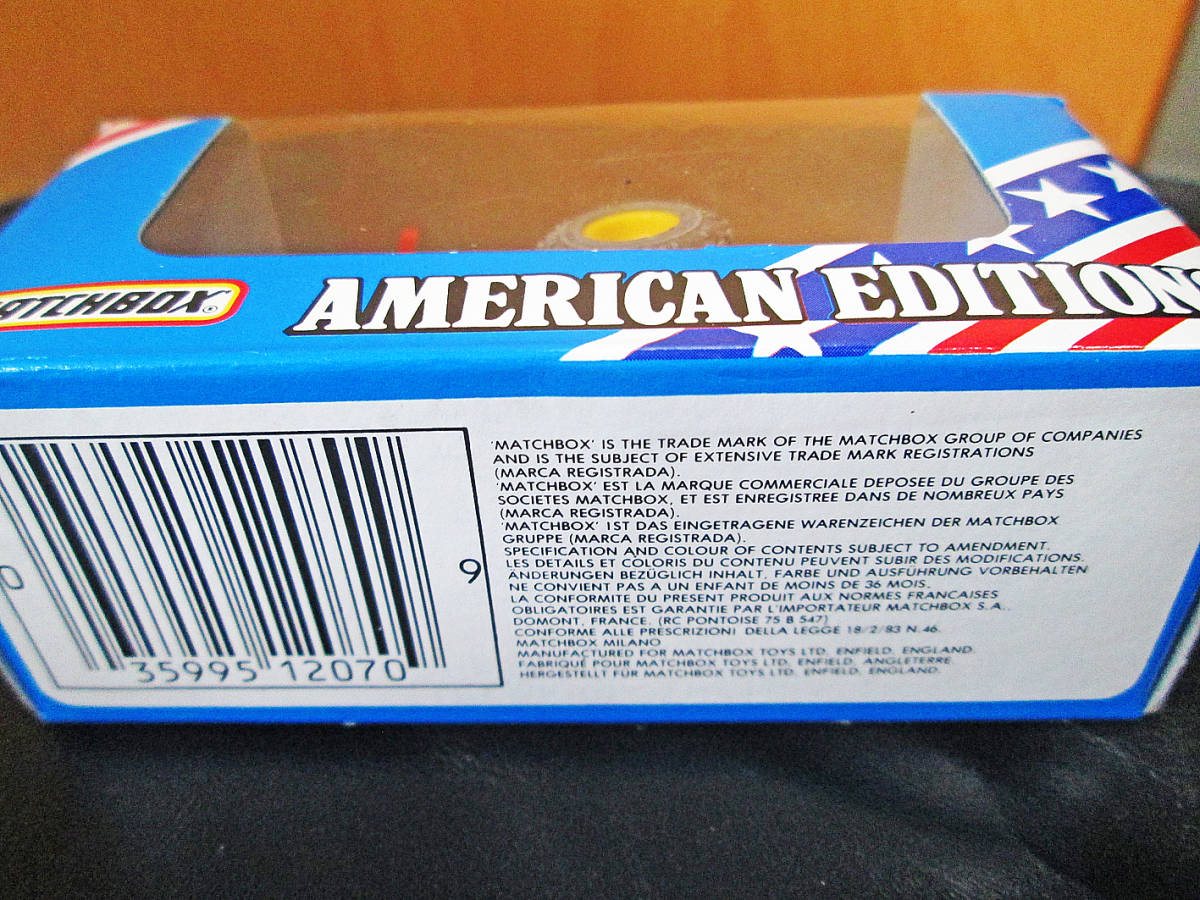 MATCHBOX®
AMERICAN EDITION
0 35995 12070 9
'MATCHBOX' IS THE TRADE MARK OF THE MATCHBOX GROUP OF COMPANIES
AND IS THE SUBJECT OF EXTENSIVE TRADE MARK REGISTRATIONS
(MARCA REGISTRADA).
'MATCHBOX' EST LA MARQUE COMMERCIALE DEPOSEE DU GROUPE DES
SOCIETES MATCHBOX, ET EST ENREGISTREE DANS DE NOMBREUX PAYS
(MARCA REGISTRADA).
'MATCHBOX' IST DAS EINGETRAGENE WARENZEICHEN DER MATCHBOX
GRUPPE (MARCA REGISTRADA).
SPECIFICATION AND COLOUR OF CONTENTS SUBJECT TO AMENDMENT.
LES DETAILS ET COLORIS DU CONTENU PEUVENT SUBIR DES MODIFICATIONS.
ÄNDERUNGEN BEZÜGLICH INHALT, FARBE UND AUSFÜHRUNG VORBEHALTEN
NE CONVIENT PAS A UN ENFANT DE MOINS DE 36 MOIS.
LA CONFORMITE DU PRESENT PRODUIT AUX NORMES FRANCAISES
OBLIGATOIRES EST GARANTIE PAR L'IMPORTATEUR MATCHBOX S.A.,
DOMONT, FRANCE. (RC PONTOISE 75 B 547)
CONFORME ALLE PRESCRIZIONI DELLA LEGGE 18/2/83 N.46.
MATCHBOX MILANO
MANUFACTURED FOR MATCHBOX TOYS LTD, ENFIELD, ENGLAND.
FABRIQUÉ POUR MATCHBOX TOYS LTD, ENFIELD, ANGLETERRE.
HERGESTELLT FÜR MATCHBOX TOYS LTD, ENFIELD, ENGLAND.